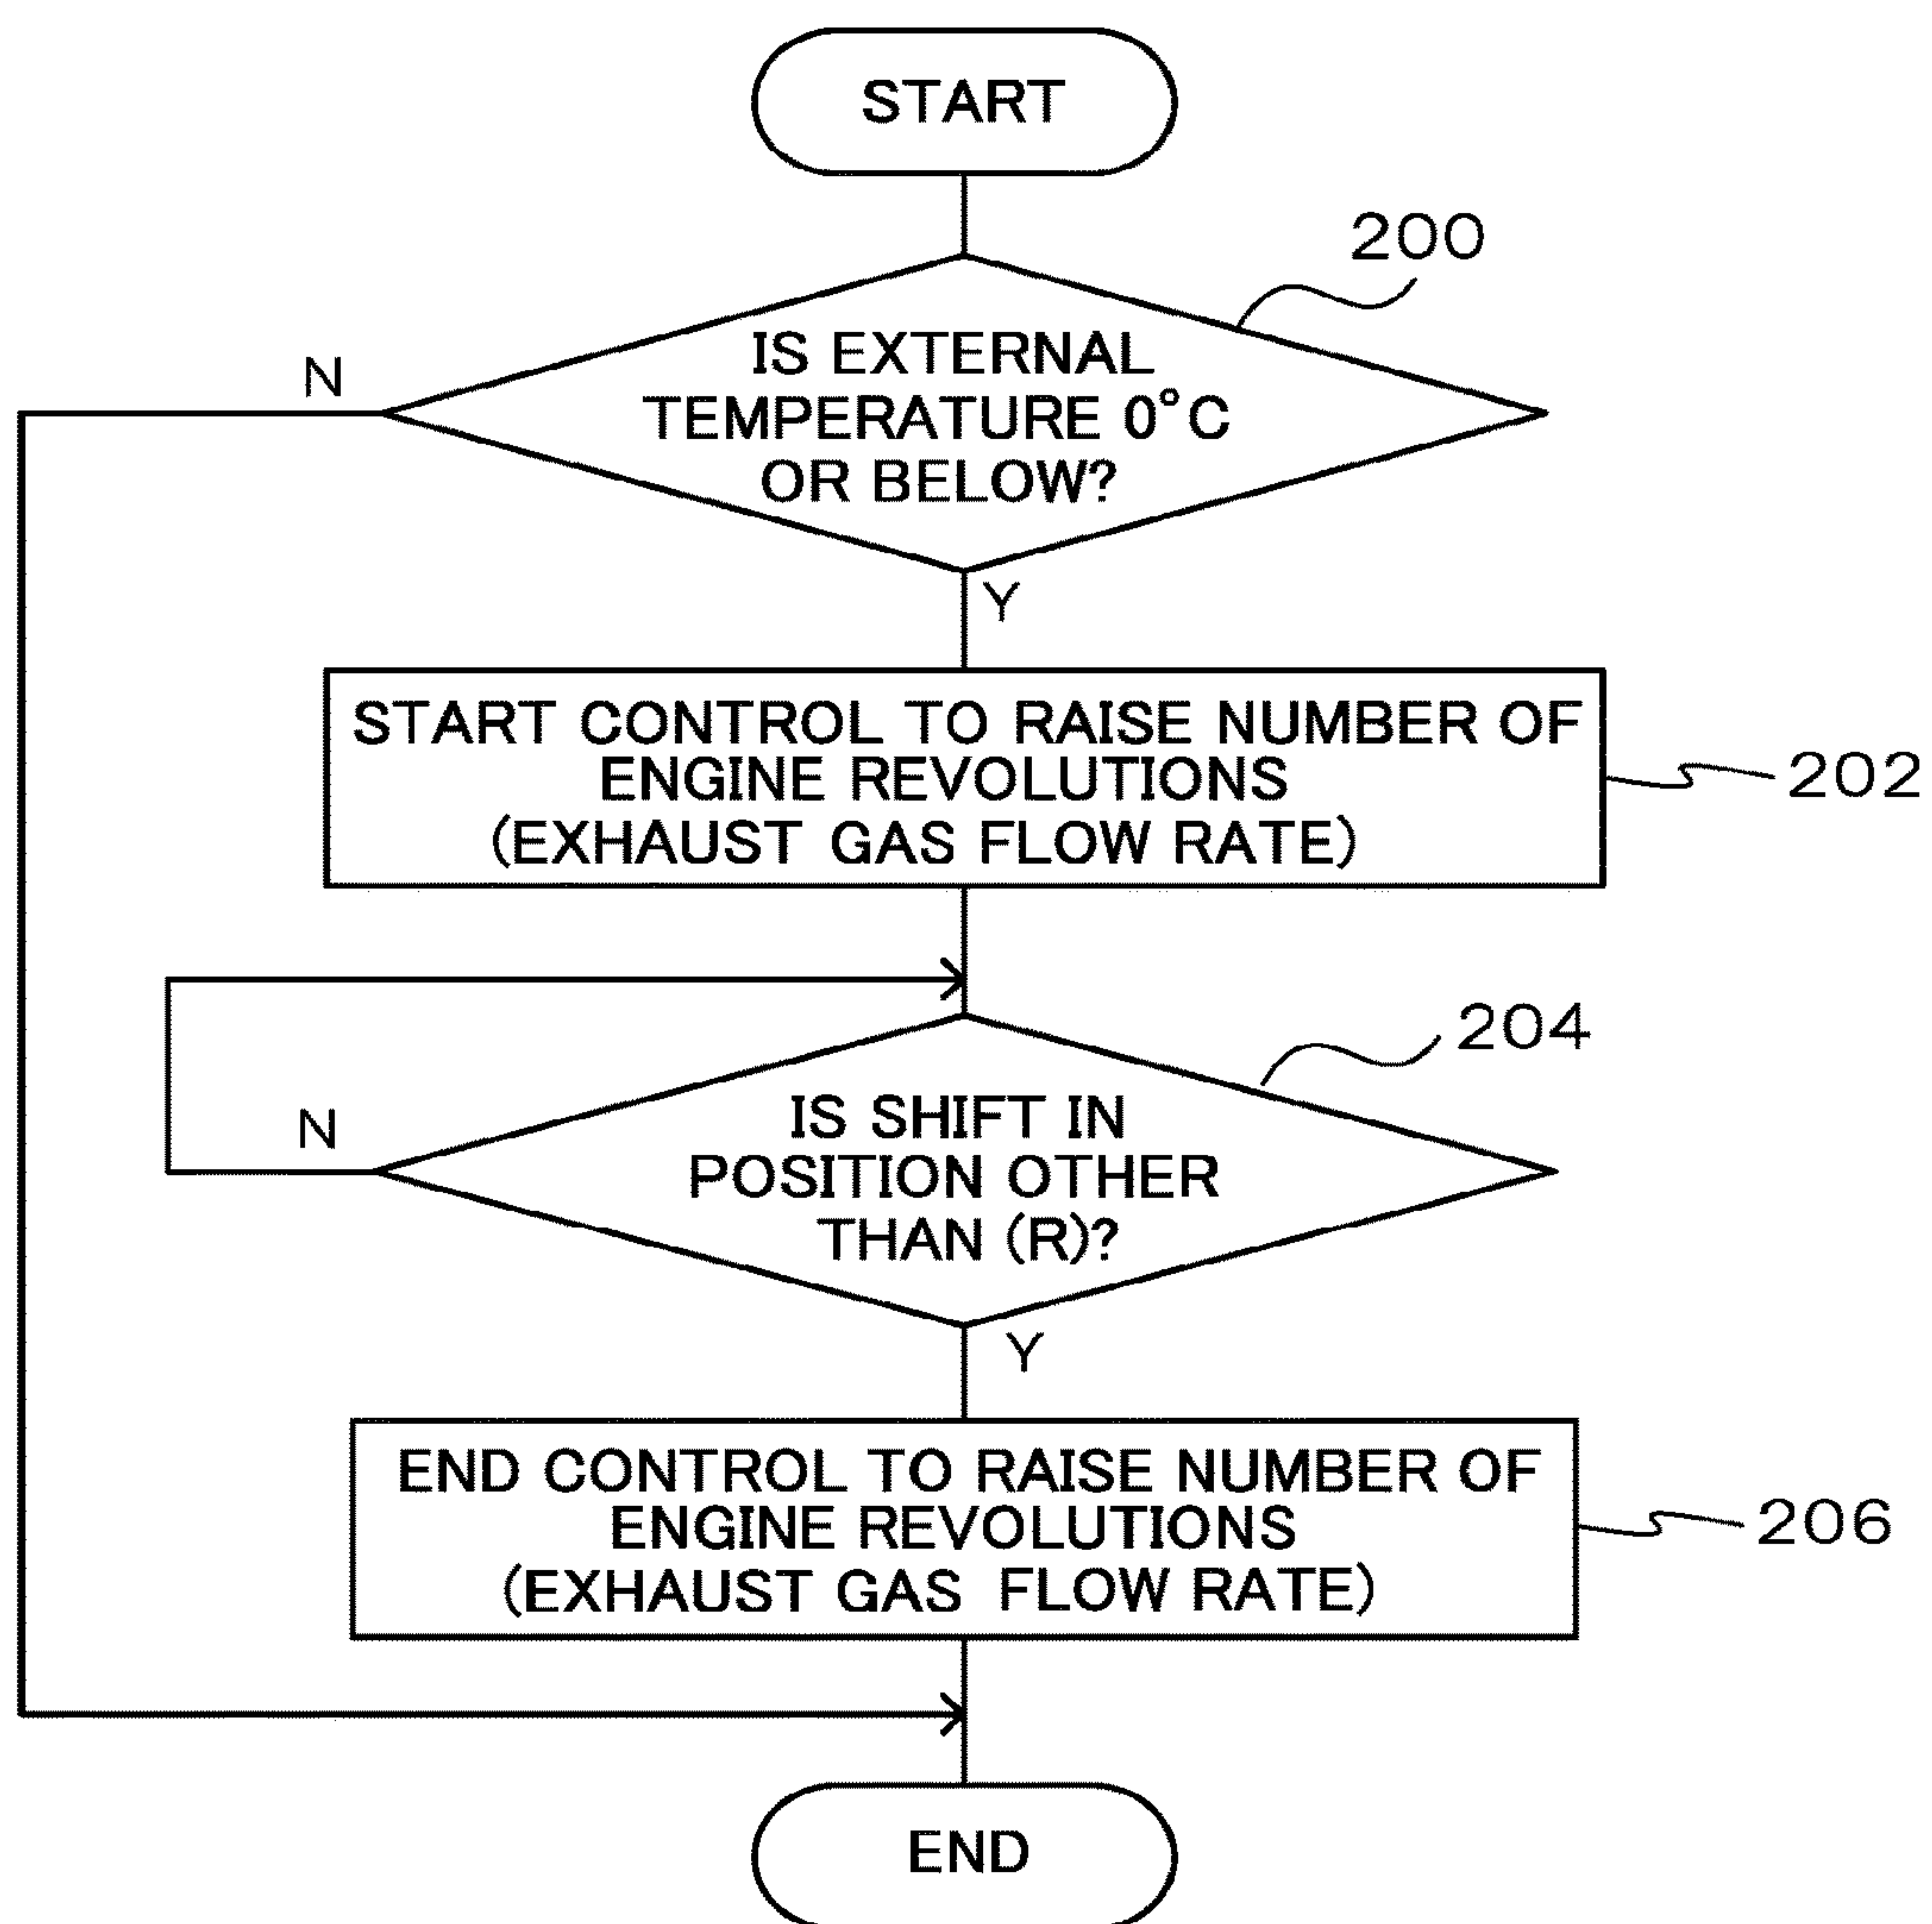 START
200
N
IS EXTERNAL
TEMPERATURE 0°C
OR BELOW?
Y
START CONTROL TO RAISE NUMBER OF
ENGINE REVOLUTIONS
(EXHAUST GAS FLOW RATE)
202
204
N
IS SHIFT IN
POSITION OTHER
THAN (R)?
Y
END CONTROL TO RAISE NUMBER OF
ENGINE REVOLUTIONS
(EXHAUST GAS FLOW RATE)
206
END